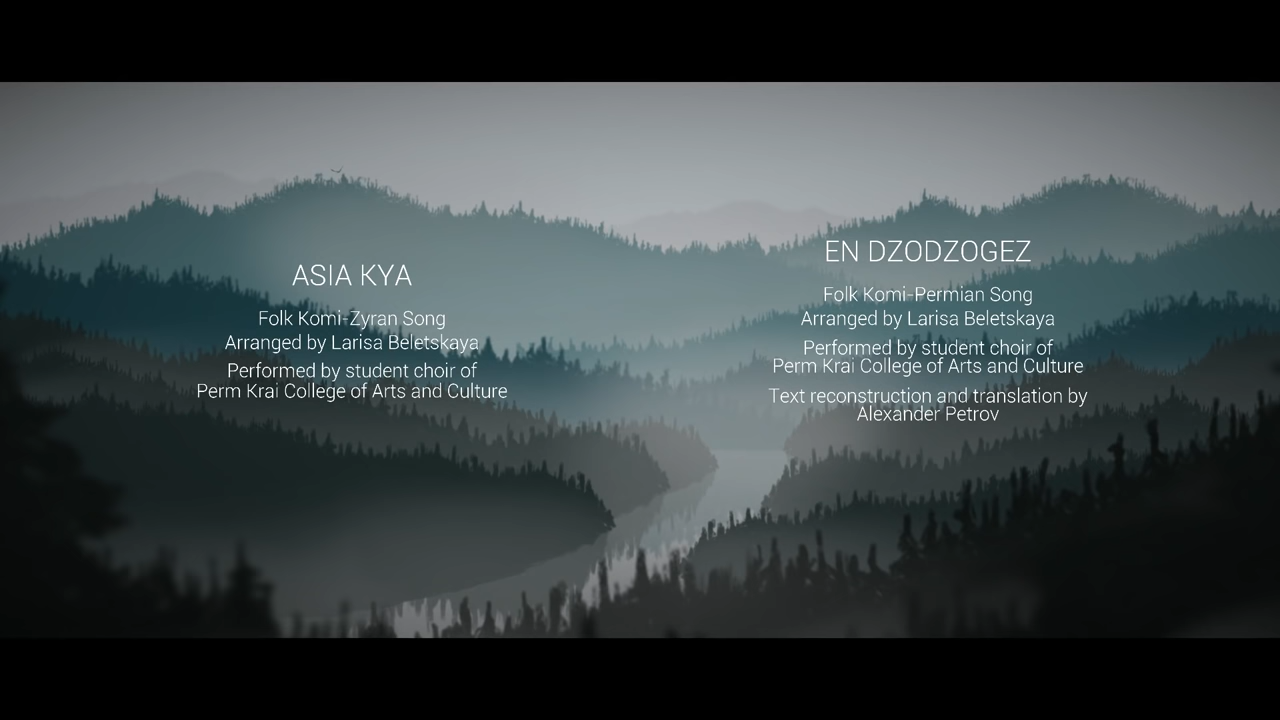 ASIA KYA
Folk Komi-Zyran Song
Arranged by Larisa Beletskaya
Performed by student choir of
Perm Krai College of Arts and Culture
EN DZODZOGEZ
Folk Komi-Permian Song
Arranged by Larisa Beletskaya
Performed by student choir of
Perm Krai College of Arts and Culture
Text reconstruction and translation by
Alexander Petrov